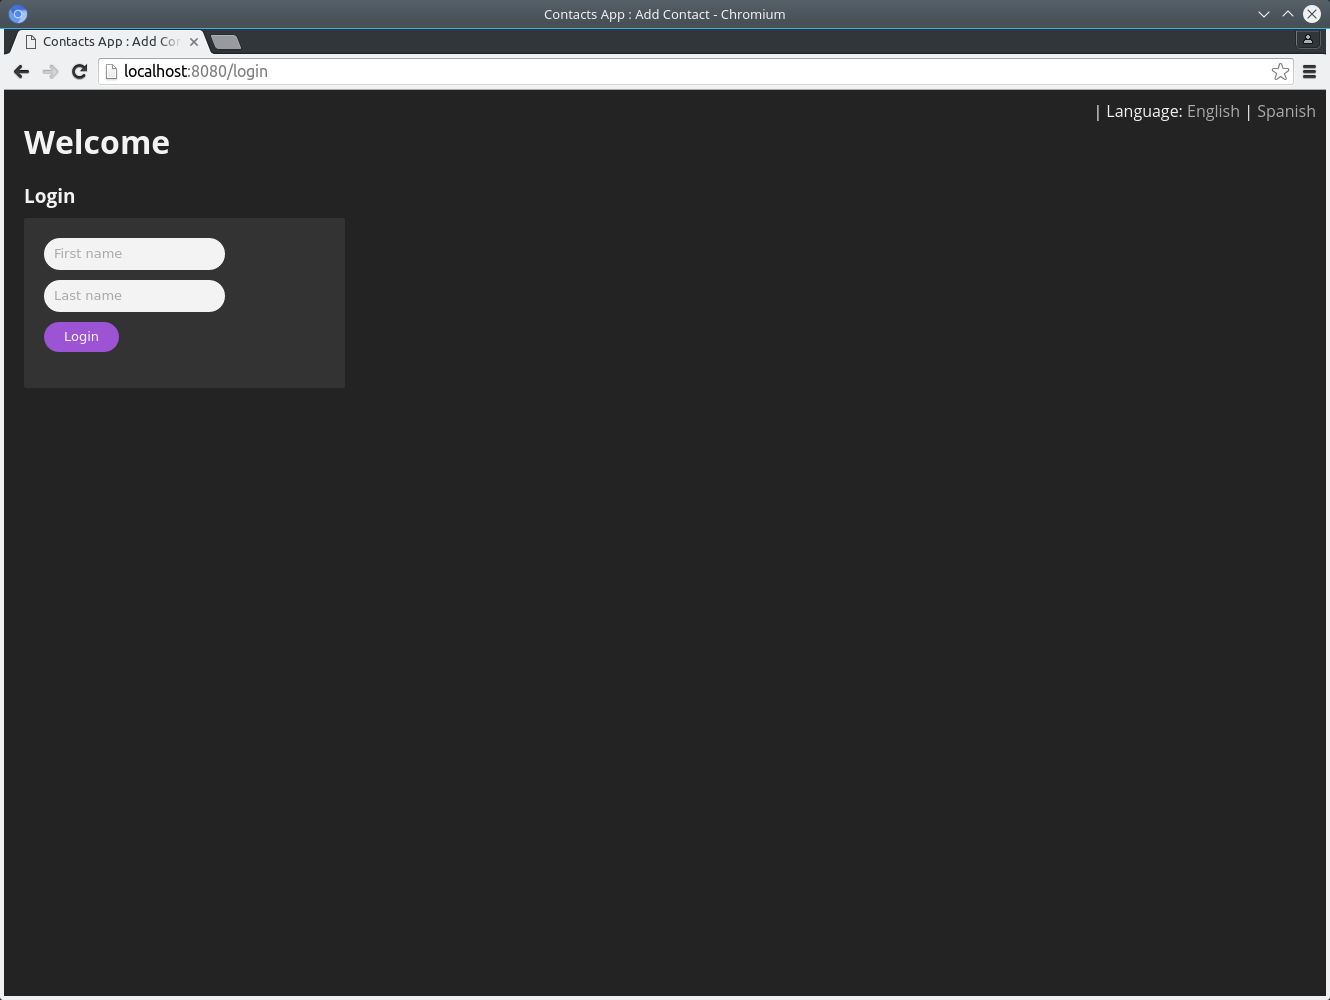 Contacts App : Add Contact - Chromium
Contacts App : Add Co
localhost:8080/login
| Language: English | Spanish
Welcome
Login
First name
Last name
Login